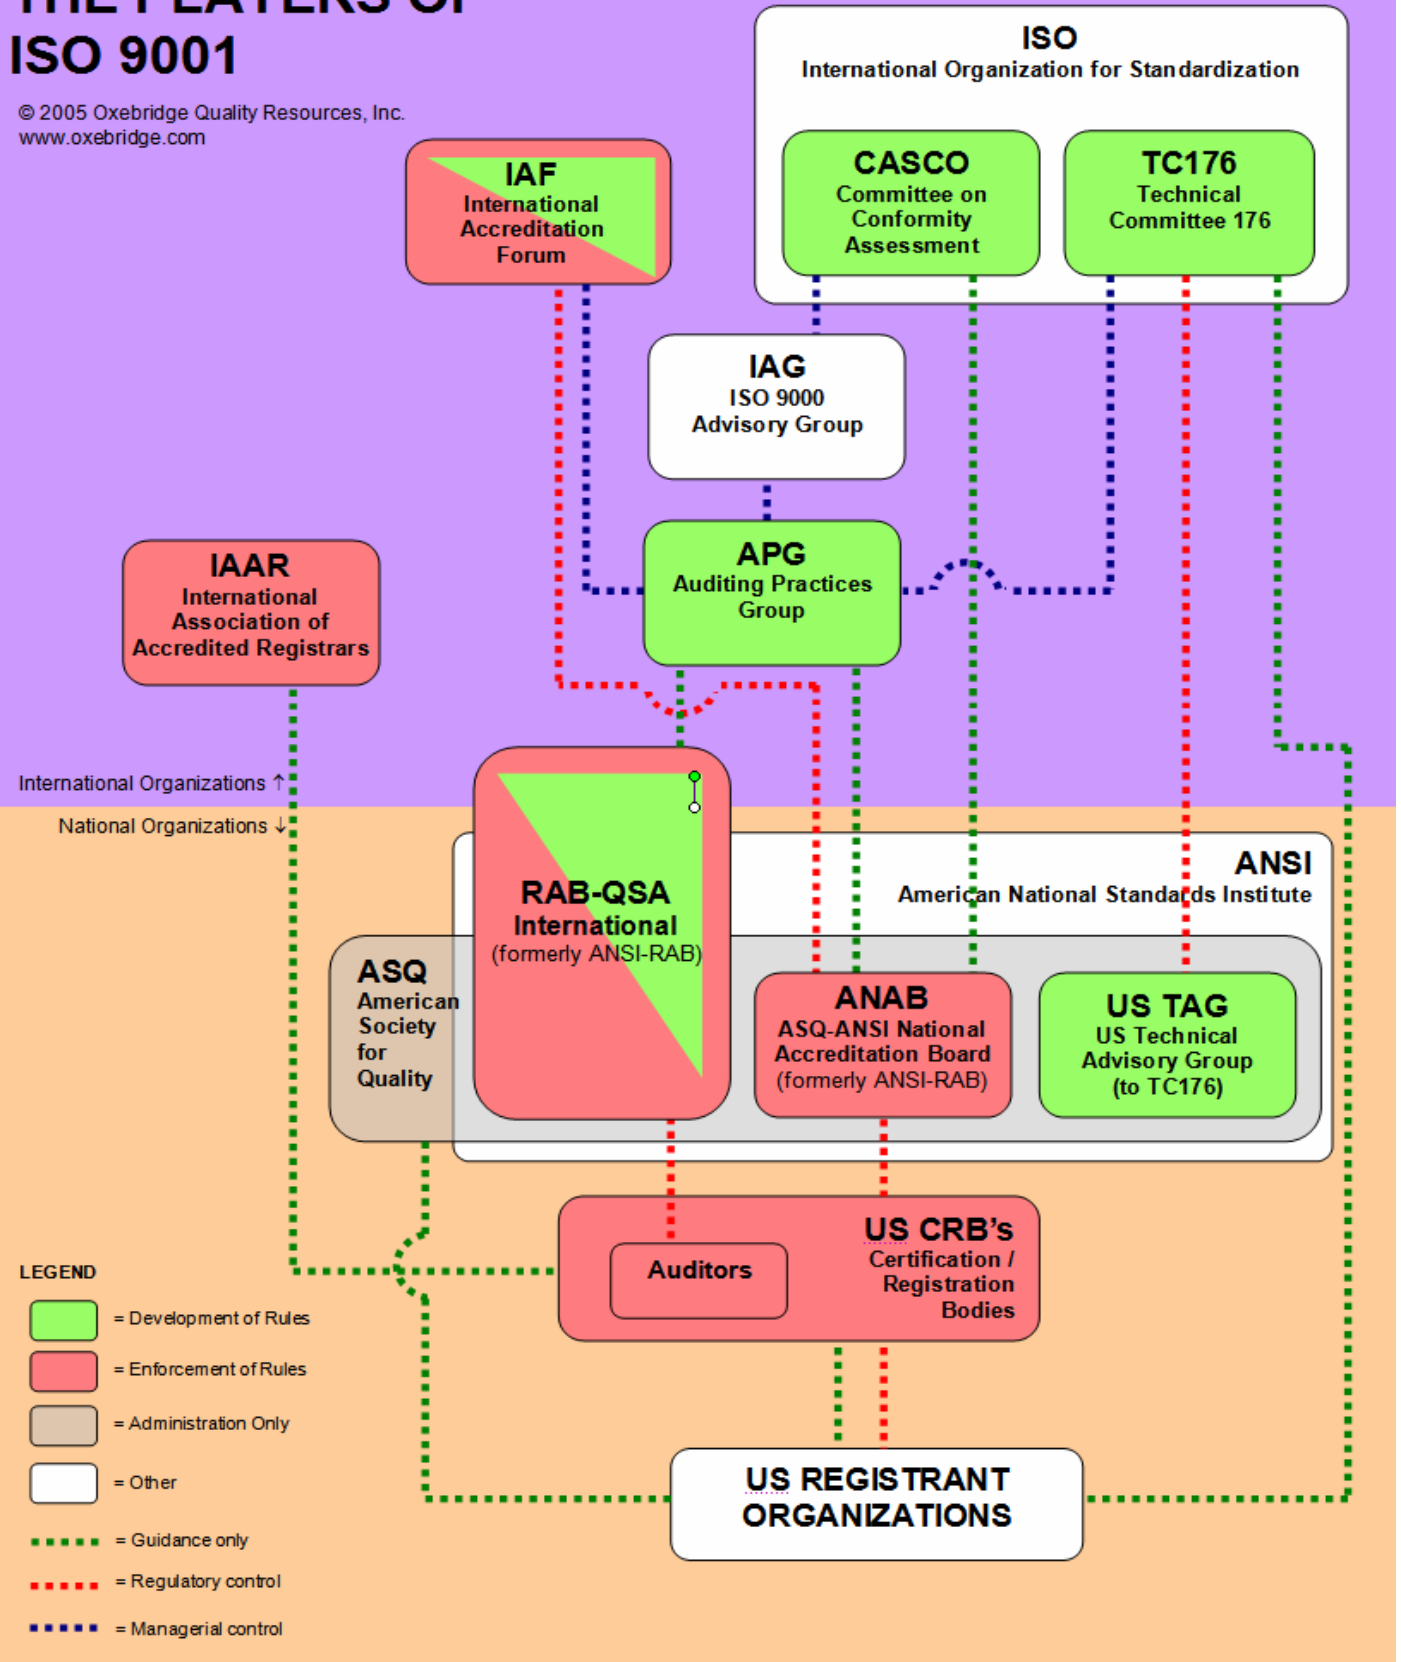 THE PLAYERS OF
ISO 9001
© 2005 Oxebridge Quality Resources, Inc.
www.oxebridge.com
ISO
International Organization for Standardization
CASCO
Committee on
Conformity
Assessment
TC176
Technical
Committee 176
IAF
International
Accreditation
Forum
IAG
ISO 9000
Advisory Group
APG
Auditing Practices
Group
IAAR
International
Association of
Accredited Registrars
International Organizations ↑
National Organizations ↓
RAB-QSA
International
(formerly ANSI-RAB)
ANSI
American National Standards Institute
ASQ
American
Society
for
Quality
ANAB
ASQ-ANSI National
Accreditation Board
(formerly ANSI-RAB)
US TAG
US Technical
Advisory Group
(to TC176)
US CRB's
Certification /
Registration
Bodies
Auditors
US REGISTRANT
ORGANIZATIONS
LEGEND
= Development of Rules
= Enforcement of Rules
= Administration Only
= Other
= Guidance only
= Regulatory control
= Managerial control